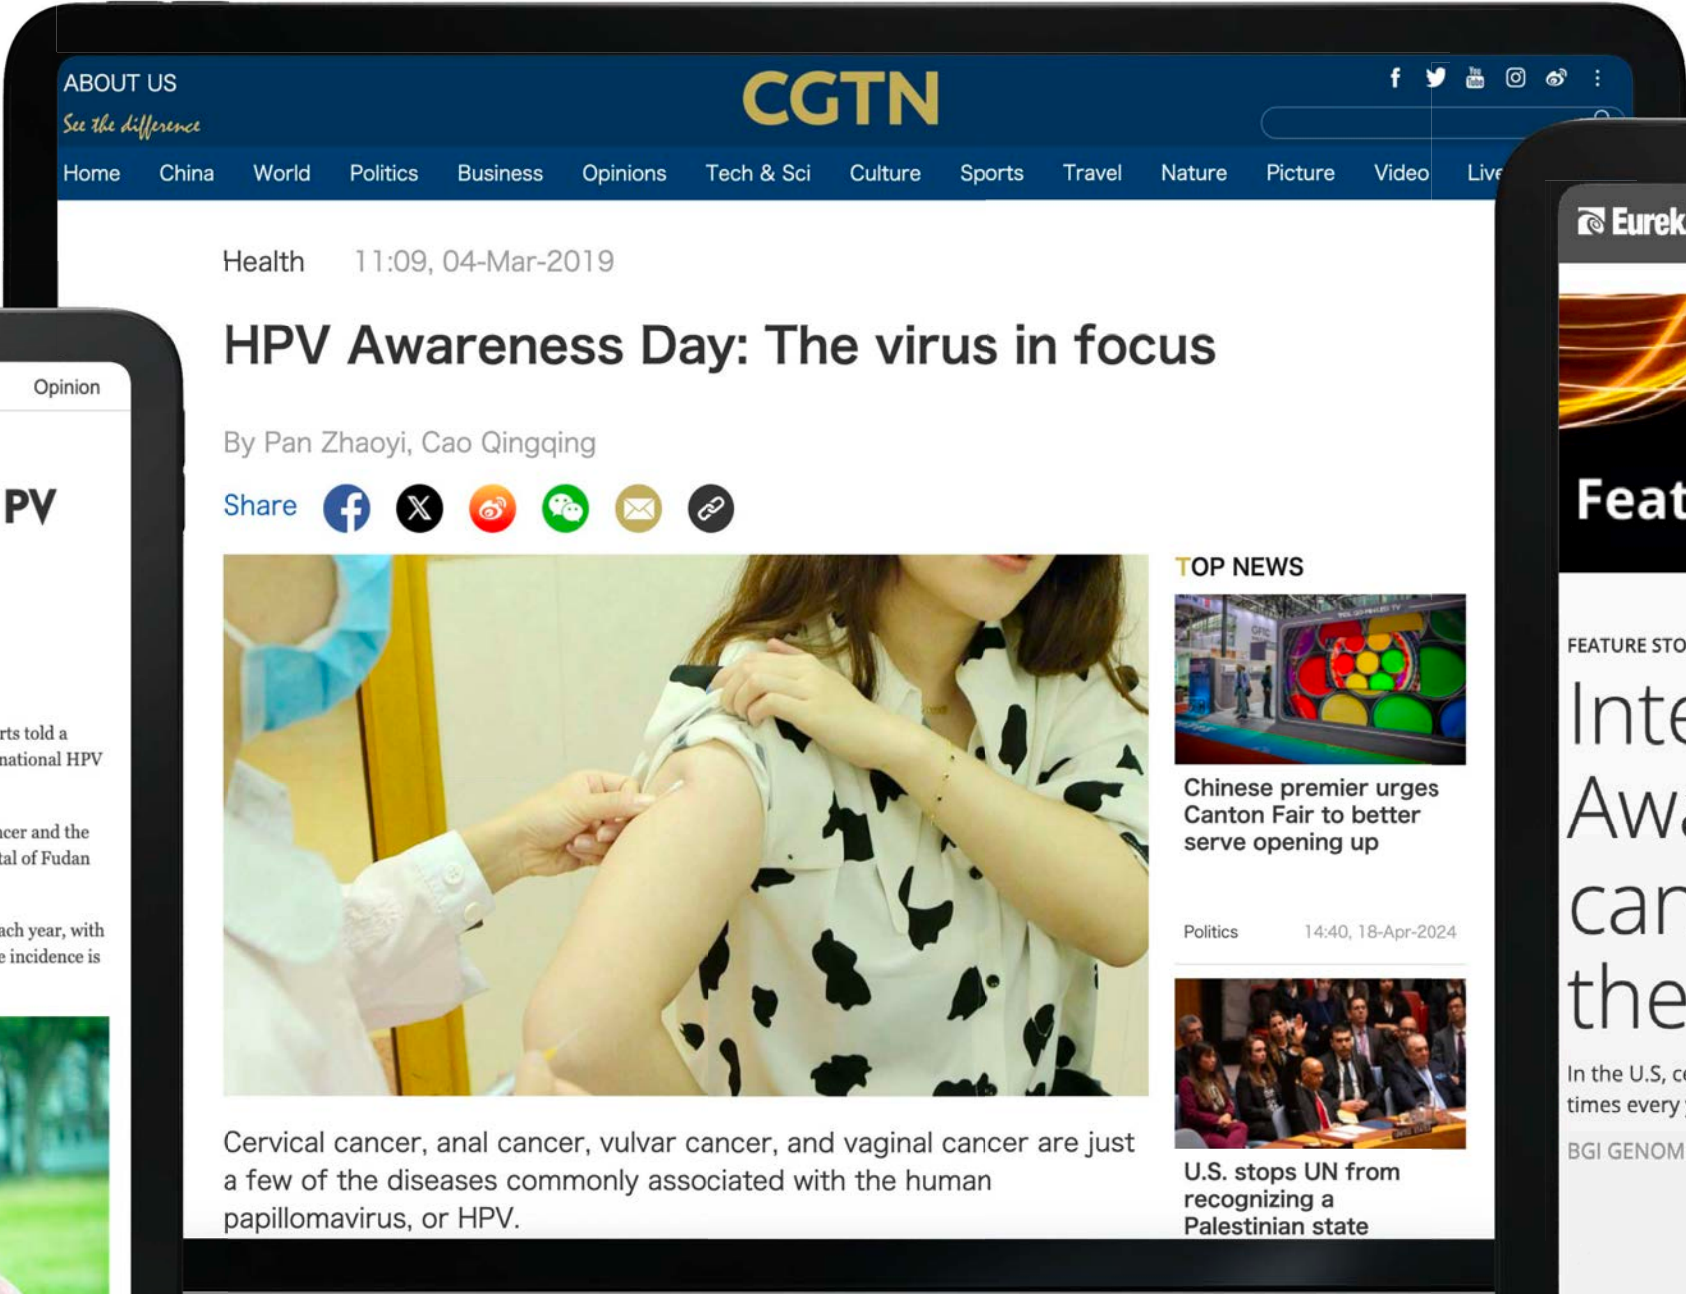 ABOUT US
See the difference
CGTN
Home China World Politics Business Opinions Tech & Sci Culture Sports Travel Nature Picture Video Live
Health 11:09, 04-Mar-2019
HPV Awareness Day: The virus in focus
By Pan Zhaoyi, Cao Qingqing
Share
Cervical cancer, anal cancer, vulvar cancer, and vaginal cancer are just
a few of the diseases commonly associated with the human
papillomavirus, or HPV.
TOP NEWS
Chinese premier urges
Canton Fair to better
serve opening up
Politics 14:40, 18-Apr-2024
U.S. stops UN from
recognizing a
Palestinian state
Opinion
PV
rts told a
national HPV
ncer and the
tal of Fudan
ach year, with
e incidence is
Eurek
Feat
FEATURE STO
Inte
Awa
can
the
In the U.S, ce
times every
BGI GENOM